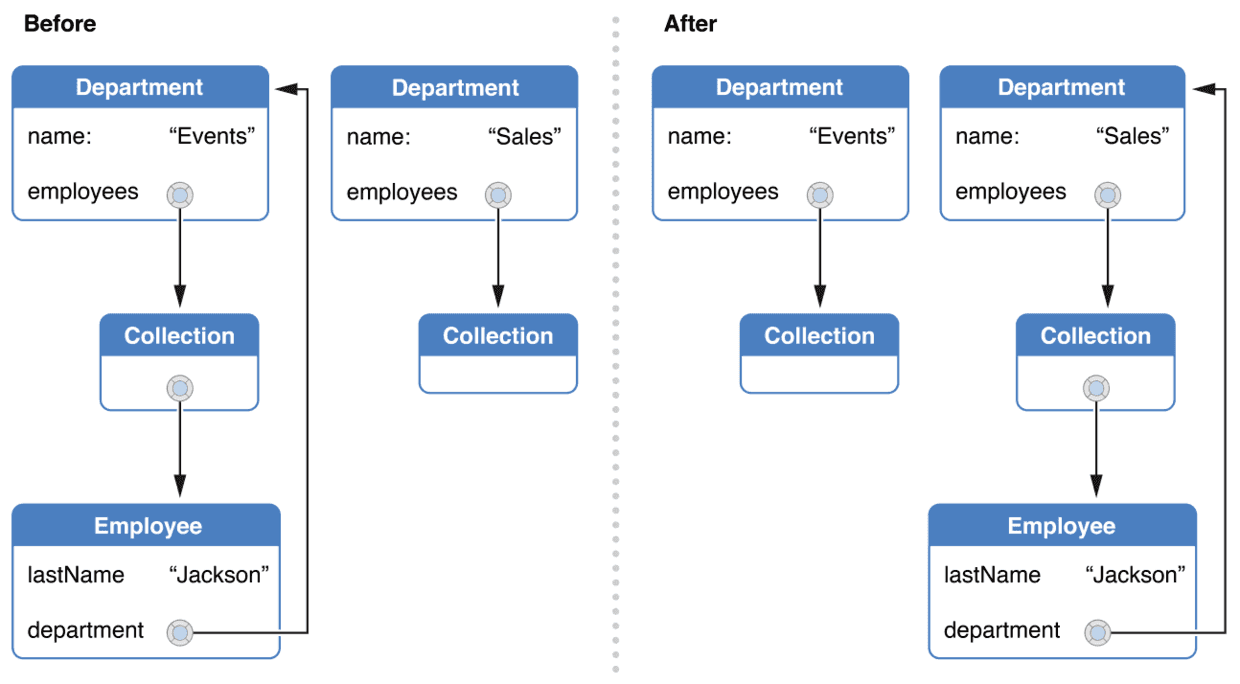 Before
After
Department
Department
Department
Department
name: “Events”
name: “Sales”
name: “Events”
name: “Sales”
employees
employees
employees
employees
Collection
Collection
Collection
Collection
Employee
Employee
lastName “Jackson”
lastName “Jackson”
department
department